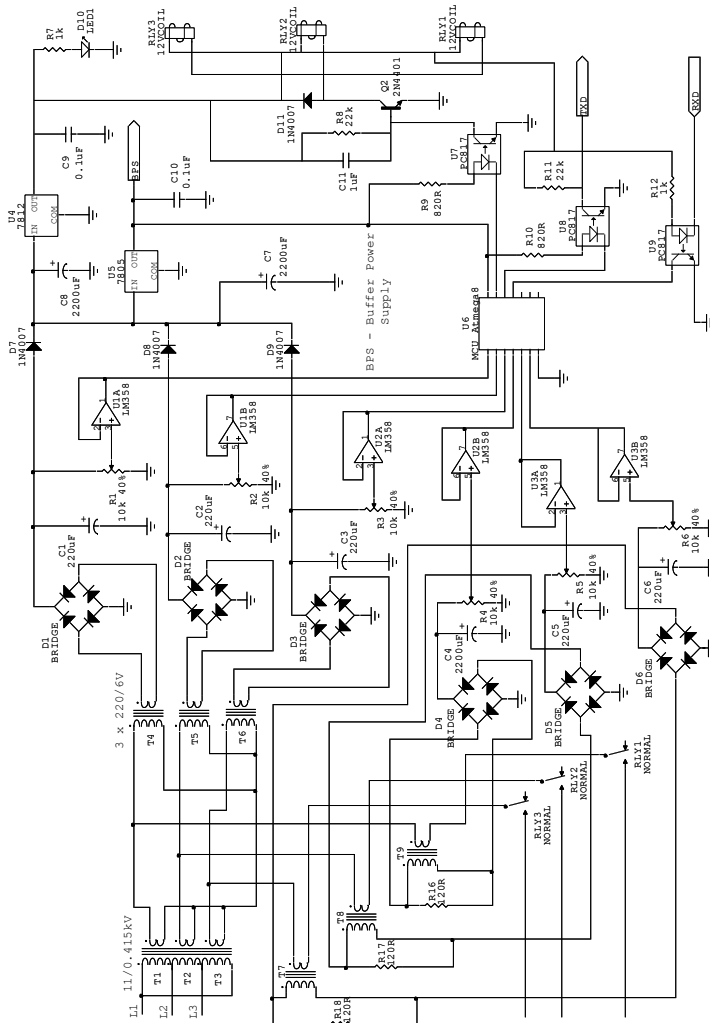 R7
1k
D10
LED1
RLY3
12VCOIL
RLY2
12VCOIL
RLY1
12VCOIL
C9
0.1uF
BPS
C10
0.1uF
D11
1N4007
R8
22k
C11
1uF
Q2
2N4401
U7
PC817
TXD
RXD
R11
22k
R12
1k
U4
7812
IN OUT
COM
U5
7805
IN OUT
COM
C8
2200uF
C7
2200uF
R9
820R
R10
820R
U8
PC817
U9
PC817
BPS - Buffer Power
Supply
U6
MCU Atmega8
D7
1N4007
D8
1N4007
D9
1N4007
U1A
LM358
U1B
LM358
U2A
LM358
U2B
LM358
U3A
LM358
U3B
LM358
R1
10k 40%
R2
10k 40%
R3
10k 40%
R4
10k 40%
R5
10k 40%
R6
10k 40%
C1
220uF
C2
220uF
C3
220uF
C4
2200uF
C5
220uF
C6
220uF
D1
BRIDGE
D2
BRIDGE
D3
BRIDGE
D4
BRIDGE
D5
BRIDGE
D6
BRIDGE
3 x 220/6V
T4
T5
T6
RLY1
NORMAL
RLY2
NORMAL
RLY3
NORMAL
T9
R16
120R
T8
R17
120R
T7
R18
120R
11/0.415kV
T1
T2
T3
L1
L2
L3